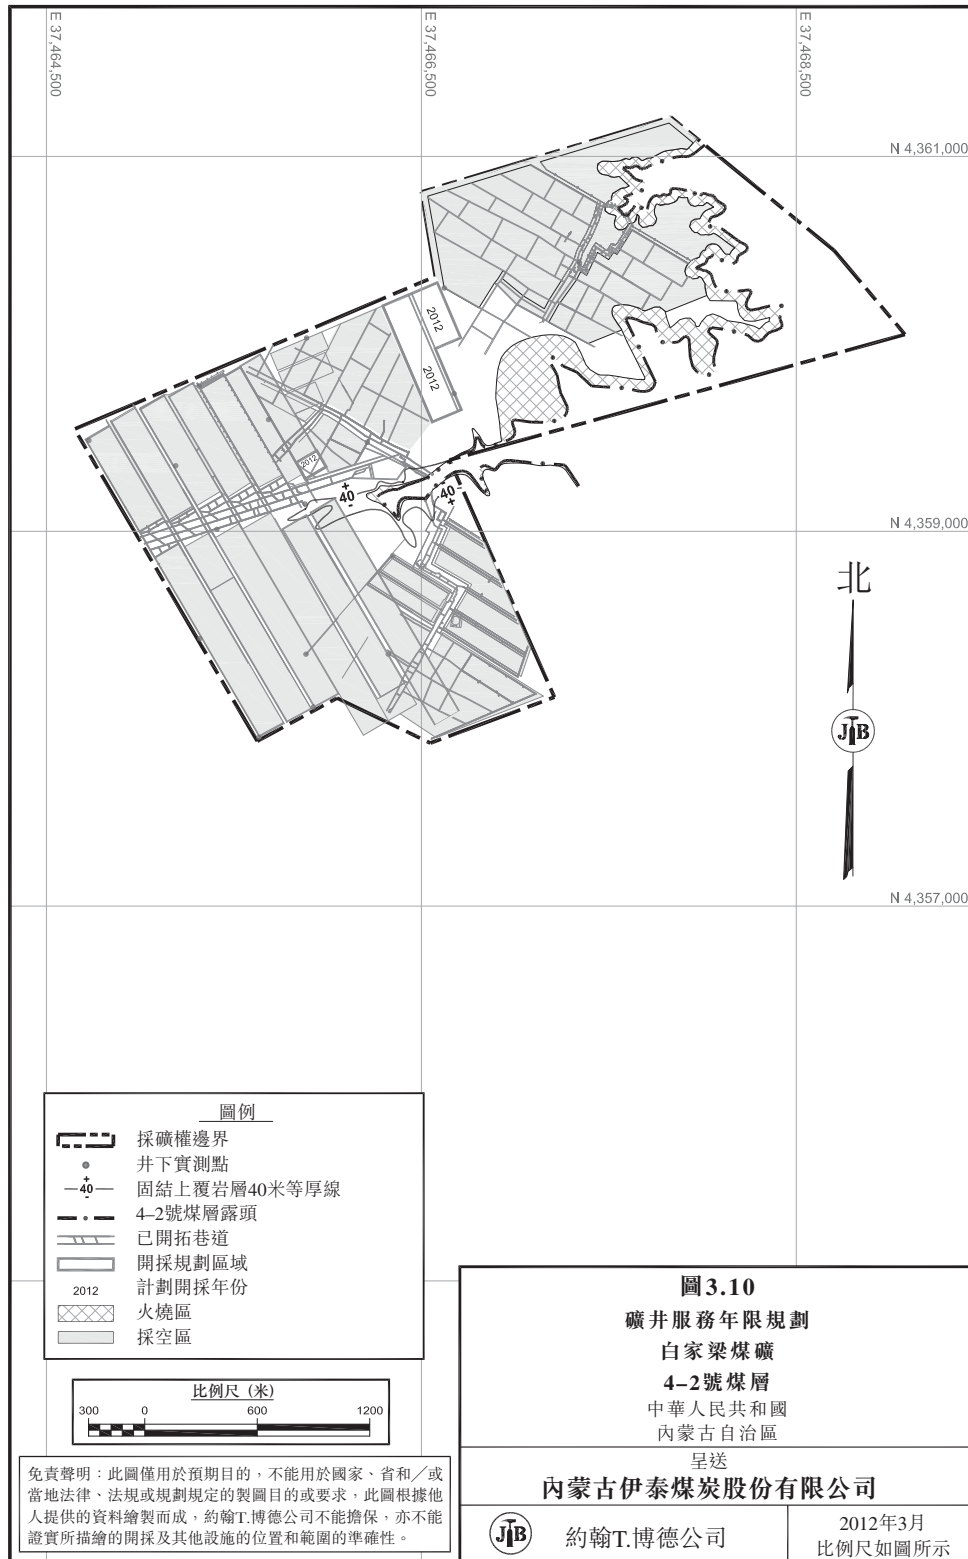 E 37,464,500
E 37,466,500
E 37,468,500
N 4,361,000
2012
2012
2012
+
40
-
-
40
+
N 4,359,000
北
JTB
N 4,357,000
圖例
採礦權邊界
井下實測點
+
40
-
固結上覆岩層40米等厚線
4–2號煤層露頭
已開拓巷道
開採規劃區域
2012 計劃開採年份
火燒區
採空區
比例尺 (米)
300 0 600 1200
免責聲明：此圖僅用於預期目的，不能用於國家、省和╱或
當地法律、法規或規劃規定的製圖目的或要求，此圖根據他
人提供的資料繪製而成，約翰T.博德公司不能擔保，亦不能
證實所描繪的開採及其他設施的位置和範圍的準確性。
圖3.10
礦井服務年限規劃
白家梁煤礦
4–2號煤層
中華人民共和國
內蒙古自治區
呈送
內蒙古伊泰煤炭股份有限公司
JTB
約翰T.博德公司
2012年3月
比例尺如圖所示